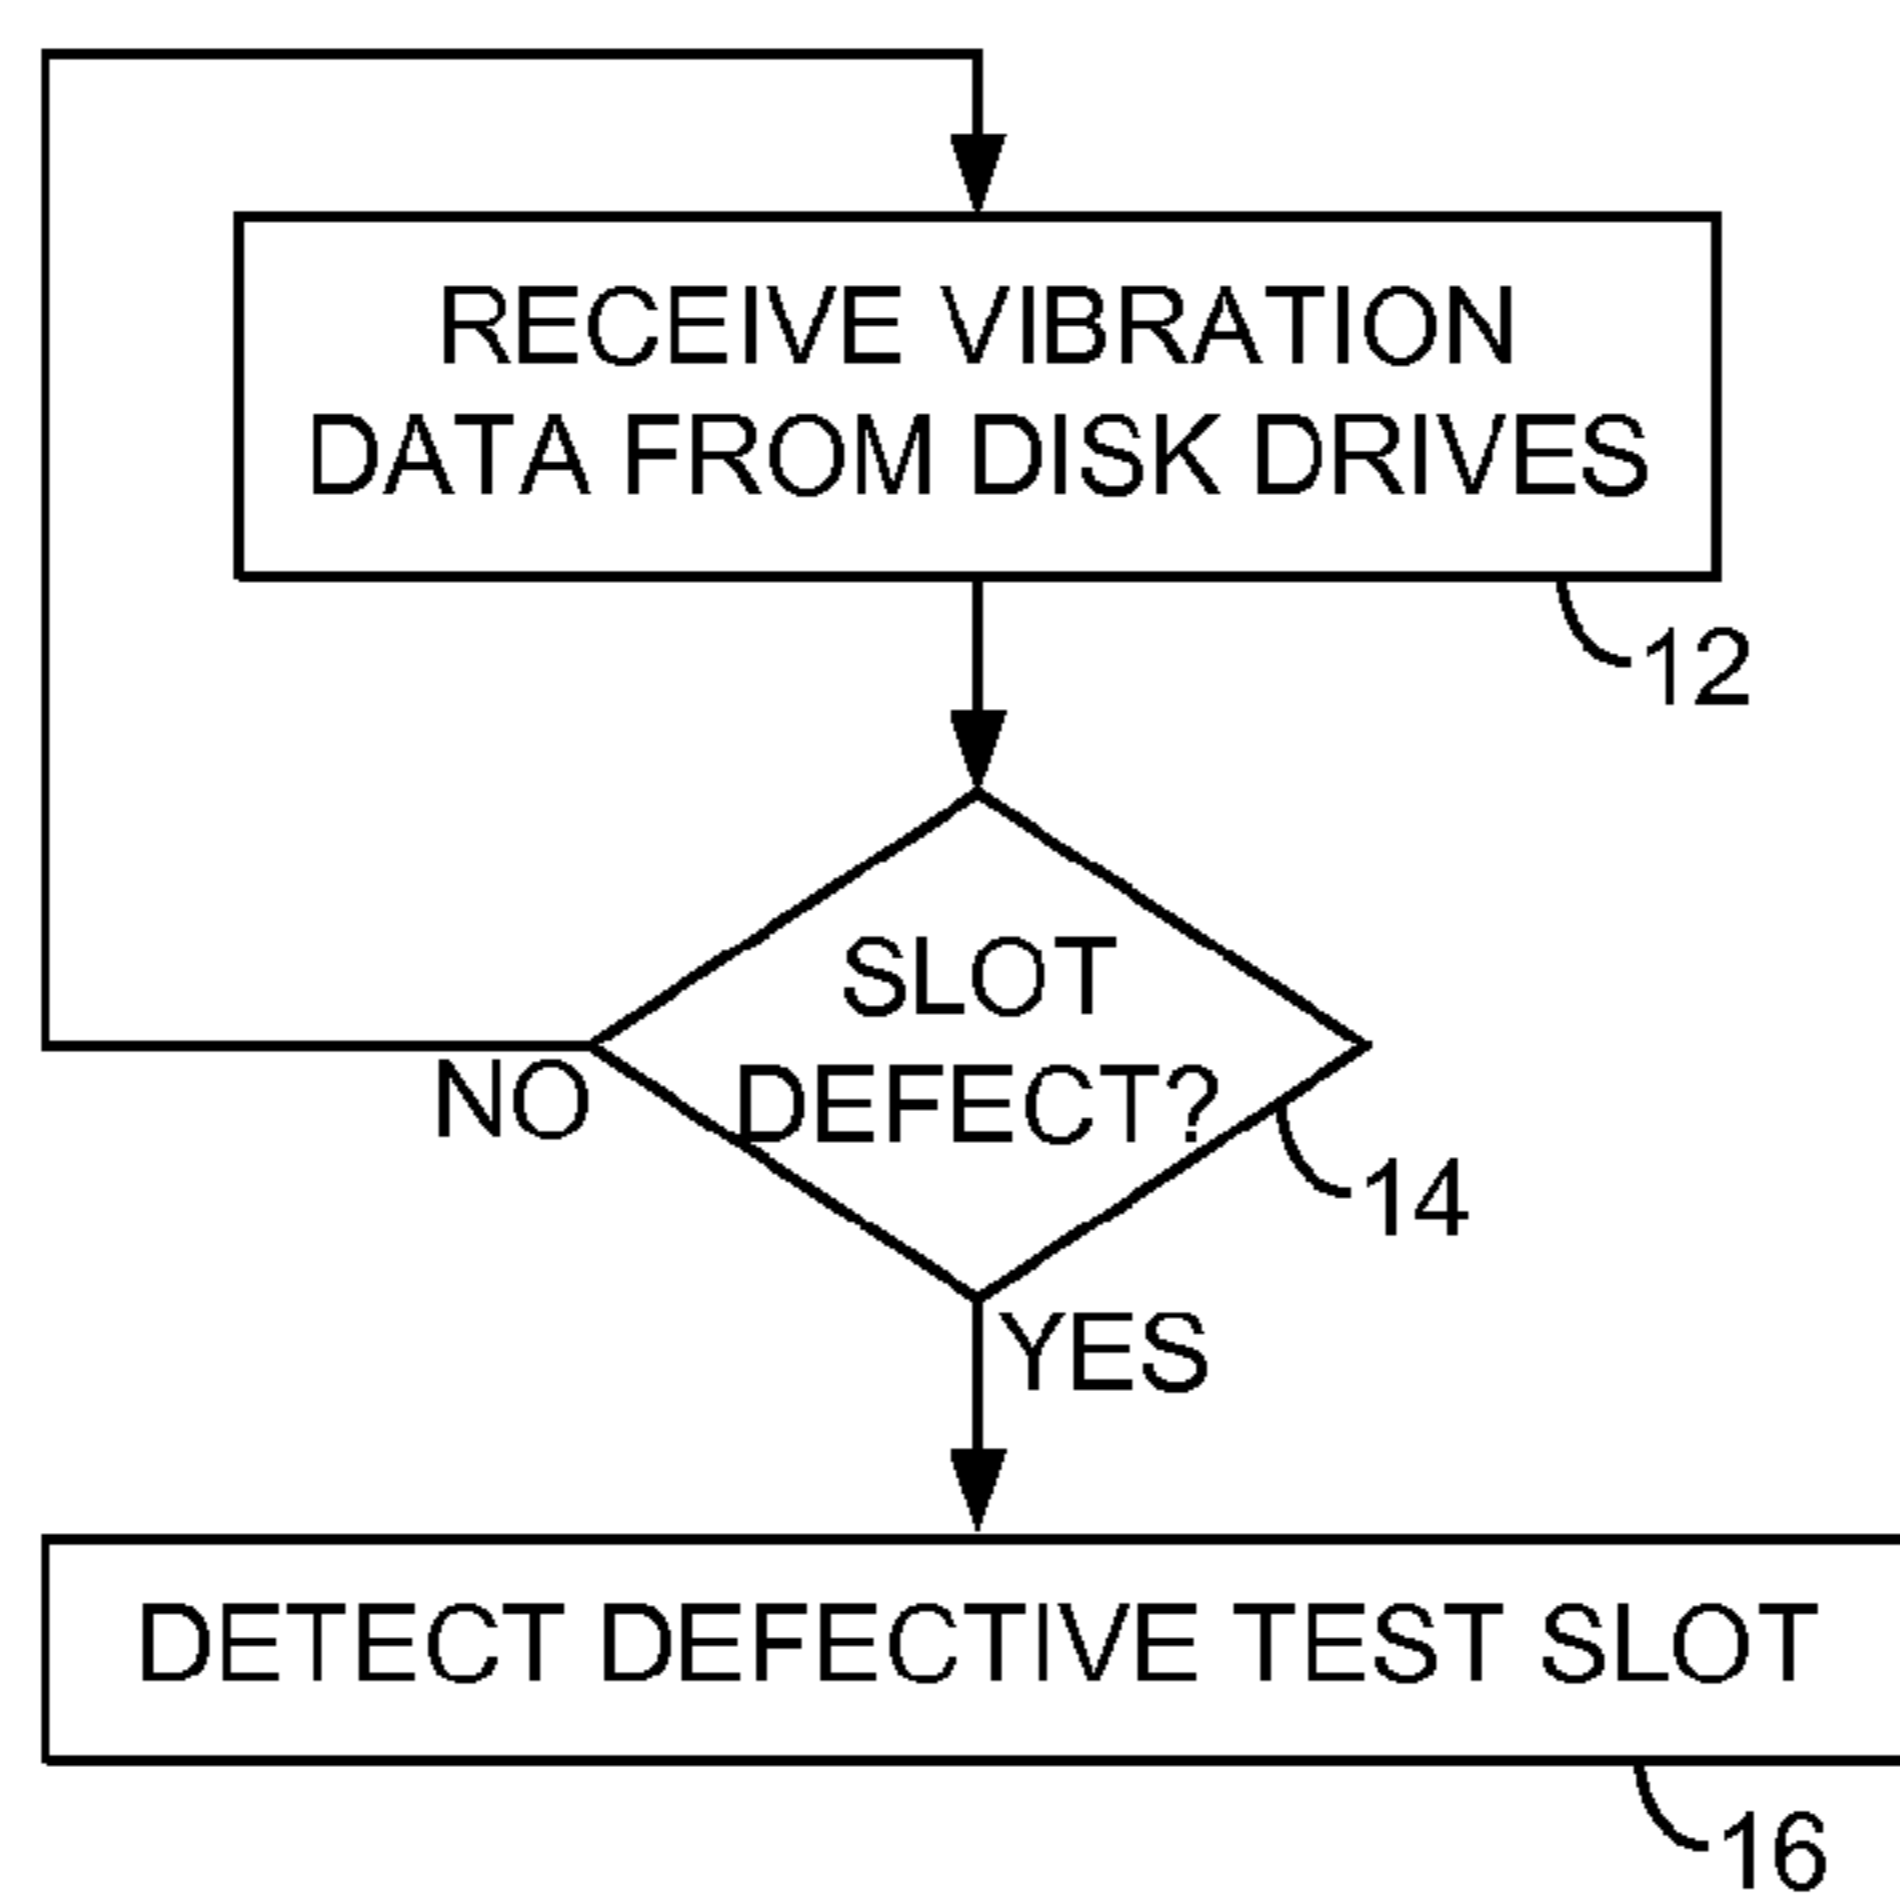 RECEIVE VIBRATION
DATA FROM DISK DRIVES
12
SLOT
DEFECT?
NO
14
YES
DETECT DEFECTIVE TEST SLOT
16